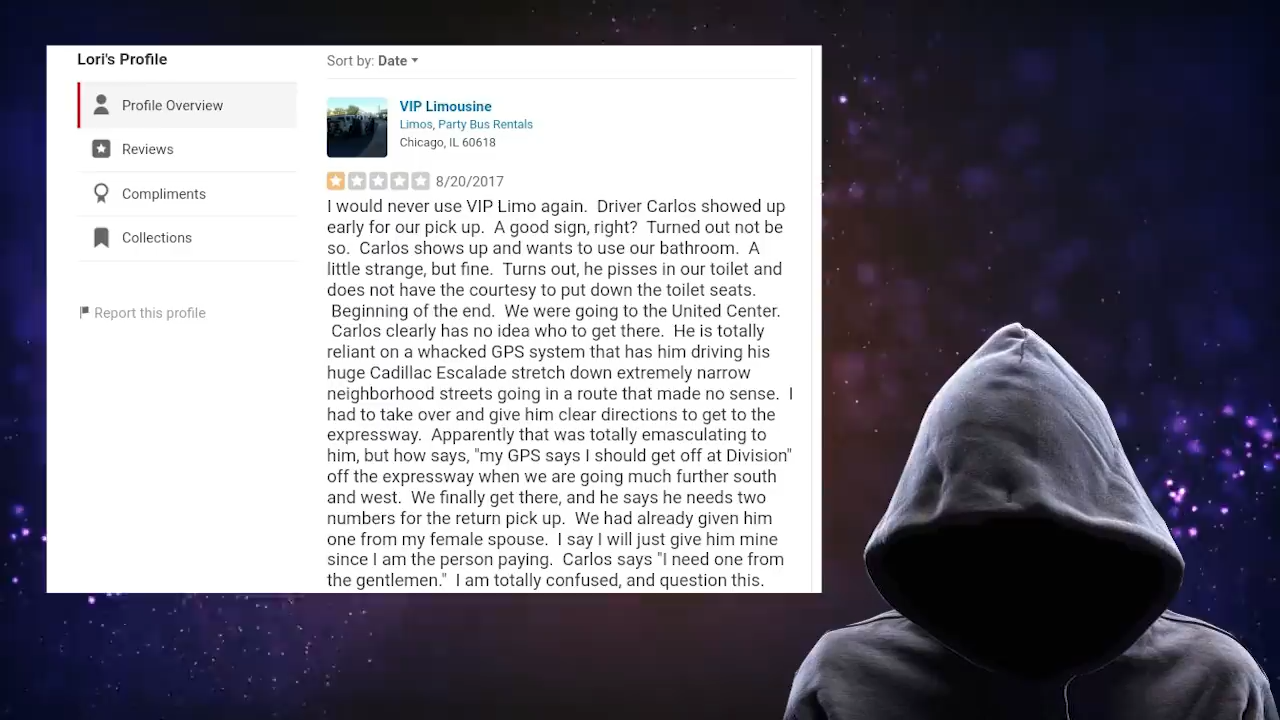 Lori's Profile
Profile Overview
Reviews
Compliments
Collections
Report this profile
Sort by: Date
VIP Limousine
Limos, Party Bus Rentals
Chicago, IL 60618
8/20/2017
I would never use VIP Limo again.  Driver Carlos showed up
early for our pick up.  A good sign, right?  Turned out not be
so.  Carlos shows up and wants to use our bathroom.  A
little strange, but fine.  Turns out, he pisses in our toilet and
does not have the courtesy to put down the toilet seats.
Beginning of the end.  We were going to the United Center.
Carlos clearly has no idea who to get there.  He is totally
reliant on a whacked GPS system that has him driving his
huge Cadillac Escalade stretch down extremely narrow
neighborhood streets going in a route that made no sense.  I
had to take over and give him clear directions to get to the
expressway.  Apparently that was totally emasculating to
him, but how says, "my GPS says I should get off at Division"
off the expressway when we are going much further south
and west.  We finally get there, and he says he needs two
numbers for the return pick up.  We had already given him
one from my female spouse.  I say I will just give him mine
since I am the person paying.  Carlos says "I need one from
the gentlemen."  I am totally confused, and question this.